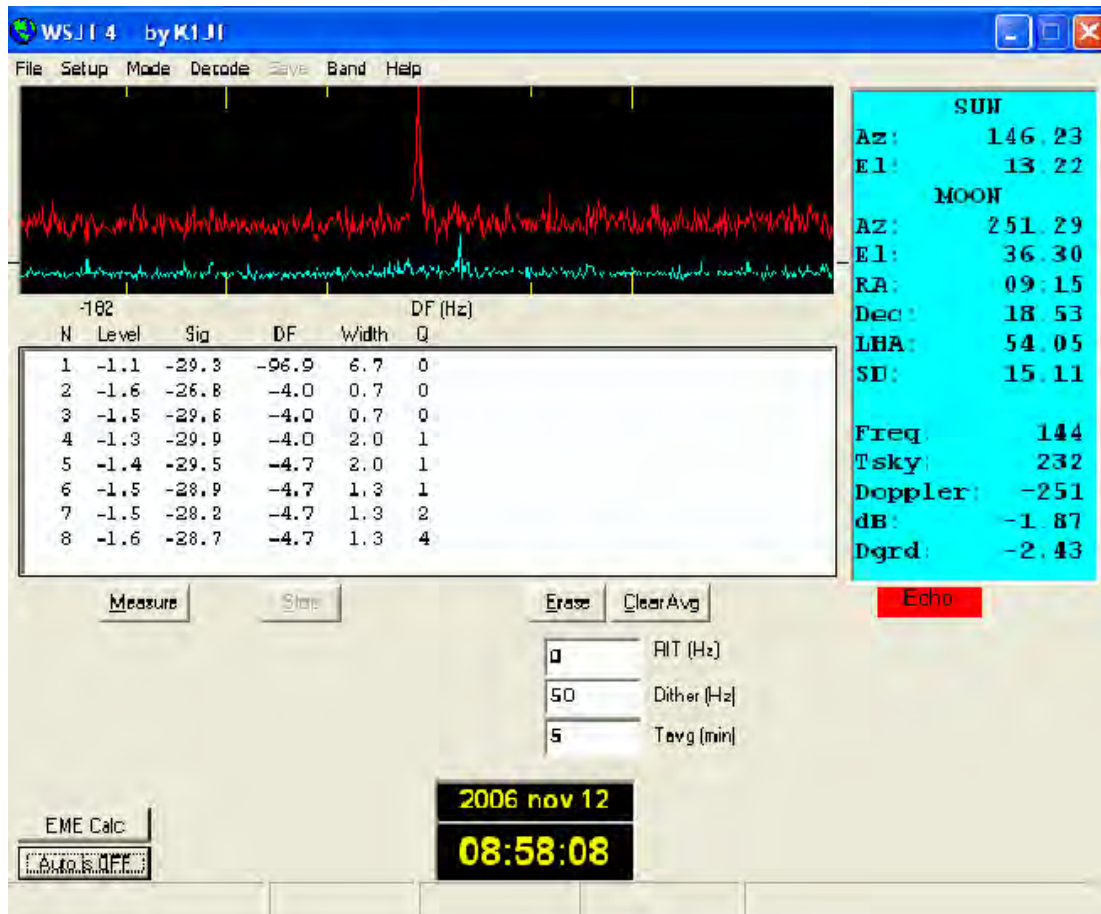 WSJT 4 by K1JT
File Setup Mode Decode Save Band Help
-162 DF (Hz)
N Level Sig DF Width Q
1 -1.1 -29.3 -96.9 6.7 0
2 -1.6 -26.8 -4.0 0.7 0
3 -1.5 -29.6 -4.0 0.7 0
4 -1.3 -29.9 -4.0 2.0 1
5 -1.4 -29.5 -4.7 2.0 1
6 -1.5 -28.9 -4.7 1.3 1
7 -1.5 -28.2 -4.7 1.3 2
8 -1.6 -28.7 -4.7 1.3 4
SUN
Az: 146.23
El: 13.22
MOON
Az: 251.29
El: 36.30
RA: 09:15
Dec: 18.53
LHA: 54.05
SD: 15.11
Freq: 144
Tsky: 232
Doppler: -251
dB: -1.87
Dgrd: -2.43
Measure Stop Erase ClearAvg Echo
0 RIT (Hz)
50 Dither (Hz)
5 Tavg (min)
2006 nov 12
08:58:08
EME Calc
Auto is OFF